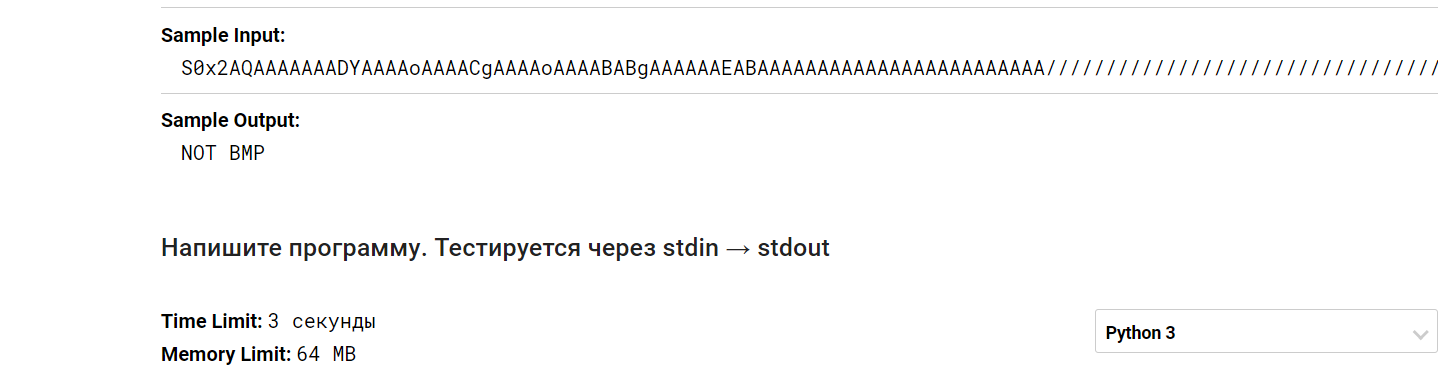 Sample Input:
S0x2AQAAAAAAADYAAAAoAAAACgAAAAoAAAABABgAAAAAAEABAAAAAAAAAAAAAAAAAAAAAAAA/////////////////////////////////
Sample Output:
NOT BMP
Напишите программу. Тестируется через stdin → stdout
Time Limit: 3 секунды
Python 3
Memory Limit: 64 MB